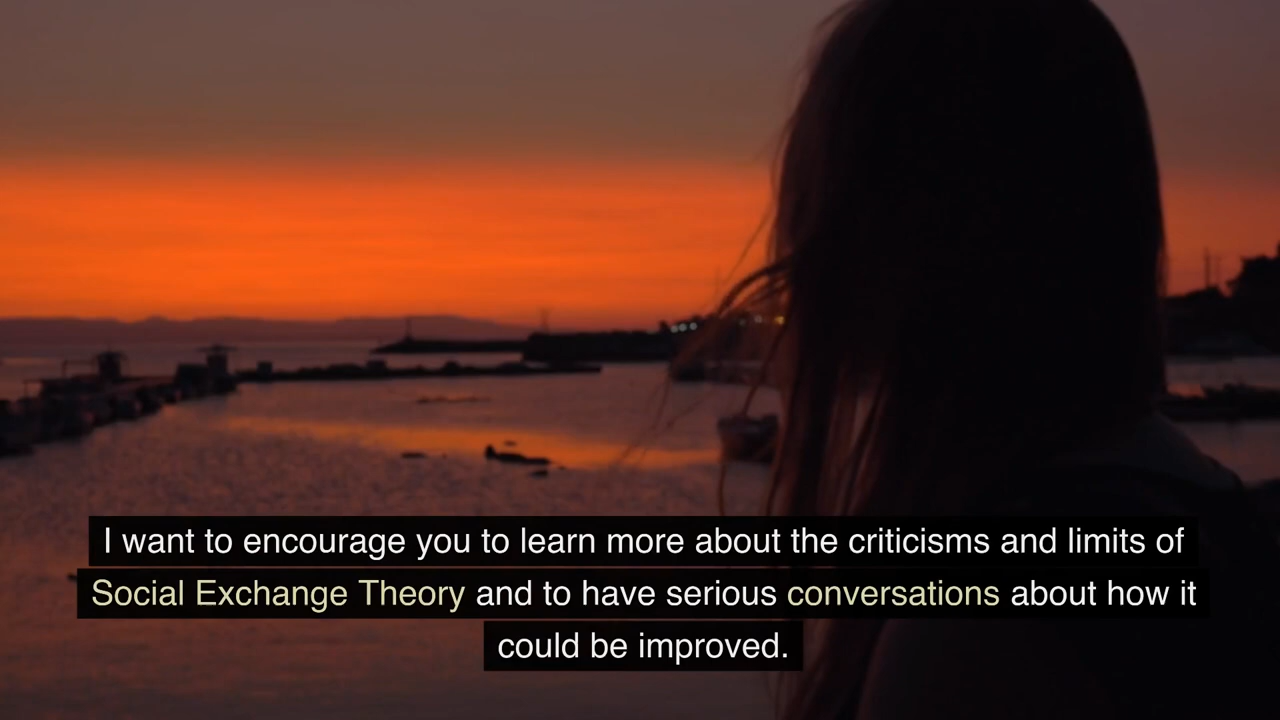 I want to encourage you to learn more about the criticisms and limits of
Social Exchange Theory and to have serious conversations about how it
could be improved.